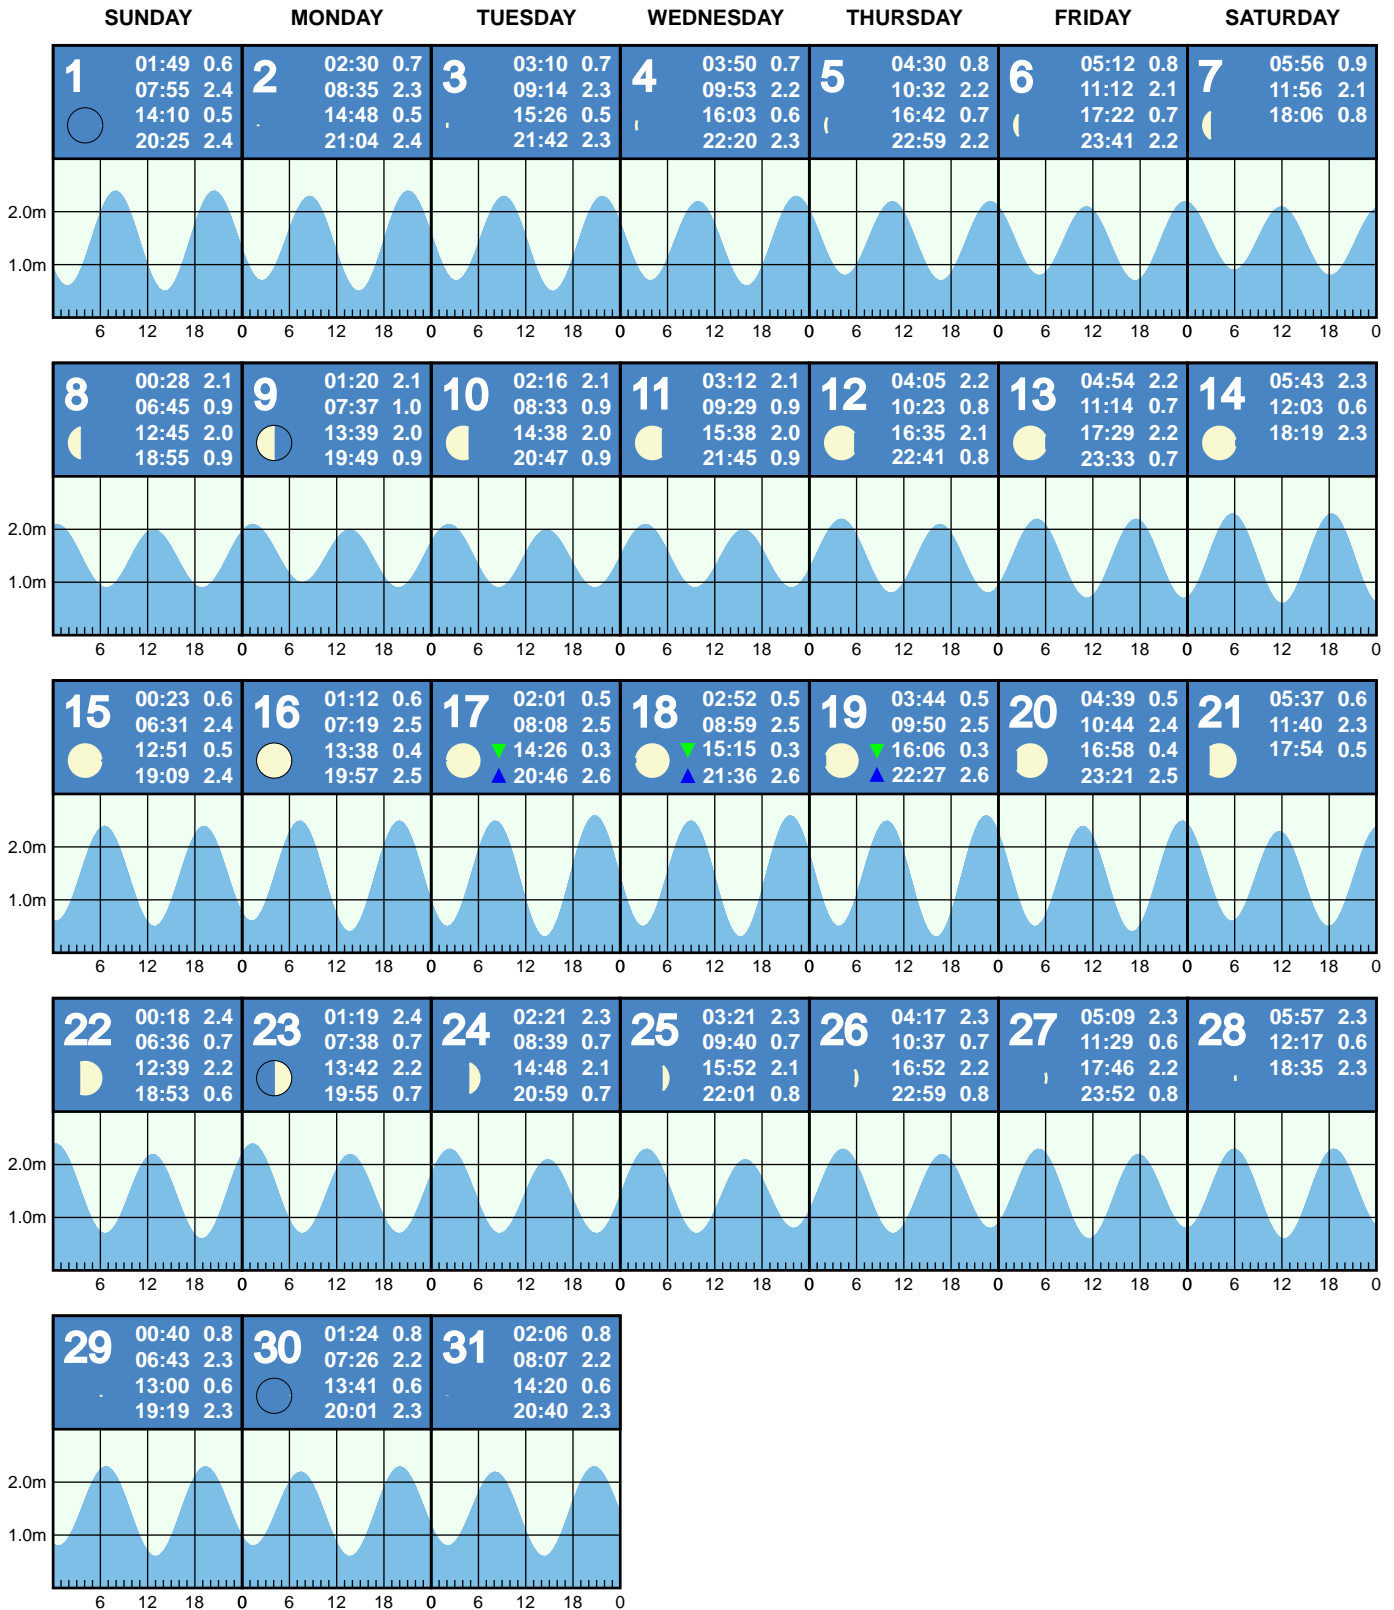 SUNDAY MONDAY TUESDAY WEDNESDAY THURSDAY FRIDAY SATURDAY
1 01:49 0.6
07:55 2.4
14:10 0.5
20:25 2.4
2 02:30 0.7
08:35 2.3
14:48 0.5
21:04 2.4
3 03:10 0.7
09:14 2.3
15:26 0.5
21:42 2.3
4 03:50 0.7
09:53 2.2
16:03 0.6
22:20 2.3
5 04:30 0.8
10:32 2.2
16:42 0.7
22:59 2.2
6 05:12 0.8
11:12 2.1
17:22 0.7
23:41 2.2
7 05:56 0.9
11:56 2.1
18:06 0.8
2.0m
1.0m
6 12 18 0 6 12 18 0 6 12 18 0 6 12 18 0 6 12 18 0 6 12 18 0 6 12 18 0
8 00:28 2.1
06:45 0.9
12:45 2.0
18:55 0.9
9 01:20 2.1
07:37 1.0
13:39 2.0
19:49 0.9
10 02:16 2.1
08:33 0.9
14:38 2.0
20:47 0.9
11 03:12 2.1
09:29 0.9
15:38 2.0
21:45 0.9
12 04:05 2.2
10:23 0.8
16:35 2.1
22:41 0.8
13 04:54 2.2
11:14 0.7
17:29 2.2
23:33 0.7
14 05:43 2.3
12:03 0.6
18:19 2.3
2.0m
1.0m
6 12 18 0 6 12 18 0 6 12 18 0 6 12 18 0 6 12 18 0 6 12 18 0 6 12 18 0
15 00:23 0.6
06:31 2.4
12:51 0.5
19:09 2.4
16 01:12 0.6
07:19 2.5
13:38 0.4
19:57 2.5
17 02:01 0.5
08:08 2.5
14:26 0.3
20:46 2.6
18 02:52 0.5
08:59 2.5
15:15 0.3
21:36 2.6
19 03:44 0.5
09:50 2.5
16:06 0.3
22:27 2.6
20 04:39 0.5
10:44 2.4
16:58 0.4
23:21 2.5
21 05:37 0.6
11:40 2.3
17:54 0.5
2.0m
1.0m
6 12 18 0 6 12 18 0 6 12 18 0 6 12 18 0 6 12 18 0 6 12 18 0 6 12 18 0
22 00:18 2.4
06:36 0.7
12:39 2.2
18:53 0.6
23 01:19 2.4
07:38 0.7
13:42 2.2
19:55 0.7
24 02:21 2.3
08:39 0.7
14:48 2.1
20:59 0.7
25 03:21 2.3
09:40 0.7
15:52 2.1
22:01 0.8
26 04:17 2.3
10:37 0.7
16:52 2.2
22:59 0.8
27 05:09 2.3
11:29 0.6
17:46 2.2
23:52 0.8
28 05:57 2.3
12:17 0.6
18:35 2.3
2.0m
1.0m
6 12 18 0 6 12 18 0 6 12 18 0 6 12 18 0 6 12 18 0 6 12 18 0 6 12 18 0
29 00:40 0.8
06:43 2.3
13:00 0.6
19:19 2.3
30 01:24 0.8
07:26 2.2
13:41 0.6
20:01 2.3
31 02:06 0.8
08:07 2.2
14:20 0.6
20:40 2.3
2.0m
1.0m
6 12 18 0 6 12 18 0 6 12 18 0